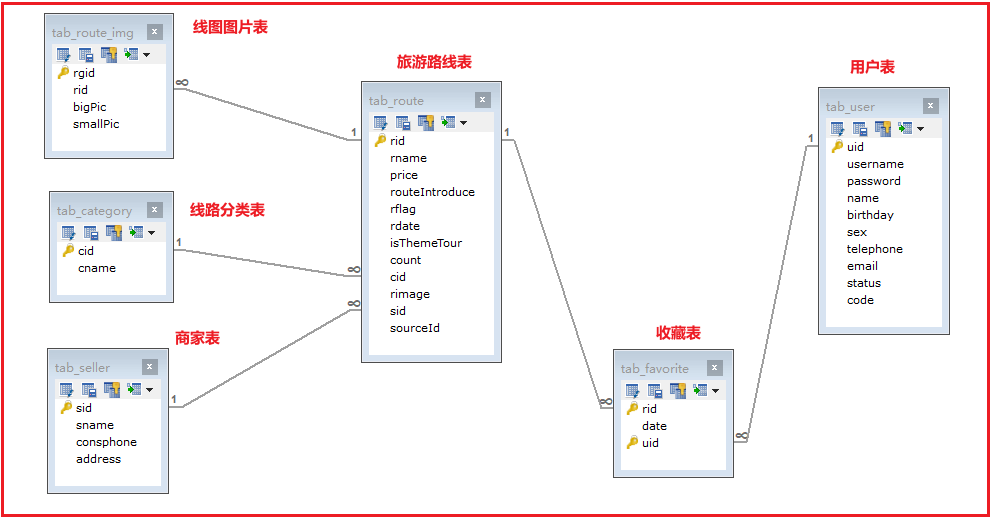 线图图片表
tab_route_img
rgid
rid
bigPic
smallPic
1
∞
线路分类表
tab_category
cid
cname
1
∞
商家表
tab_seller
sid
sname
consphone
address
1
∞
旅游路线表
tab_route
rid
rname
price
routeIntroduce
rflag
rdate
isThemeTour
count
cid
rimage
sid
sourceId
1
∞
收藏表
tab_favorite
rid
date
uid
∞
1
用户表
tab_user
uid
username
password
name
birthday
sex
telephone
email
status
code